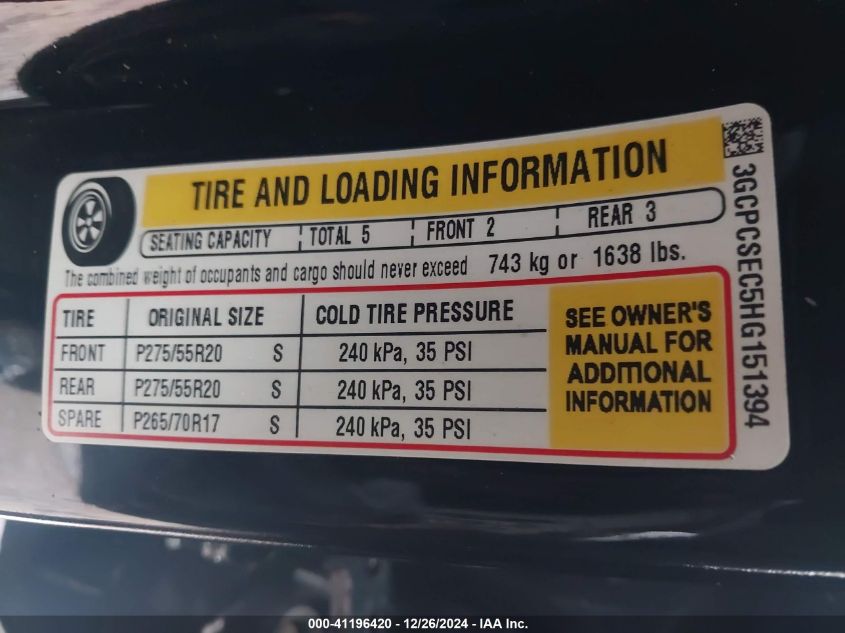 TIRE AND LOADING INFORMATION
SEATING CAPACITY | TOTAL 5 | FRONT 2 | REAR 3
The combined weight of occupants and cargo should never exceed 743 kg or 1638 lbs.
TIRE ORIGINAL SIZE COLD TIRE PRESSURE
FRONT P275/55R20 S 240 kPa, 35 PSI
REAR P275/55R20 S 240 kPa, 35 PSI
SPARE P265/70R17 S 240 kPa, 35 PSI
SEE OWNER'S
MANUAL FOR
ADDITIONAL
INFORMATION
3GCPCSEC5HG151394
000-41196420 - 12/26/2024 - IAA Inc.